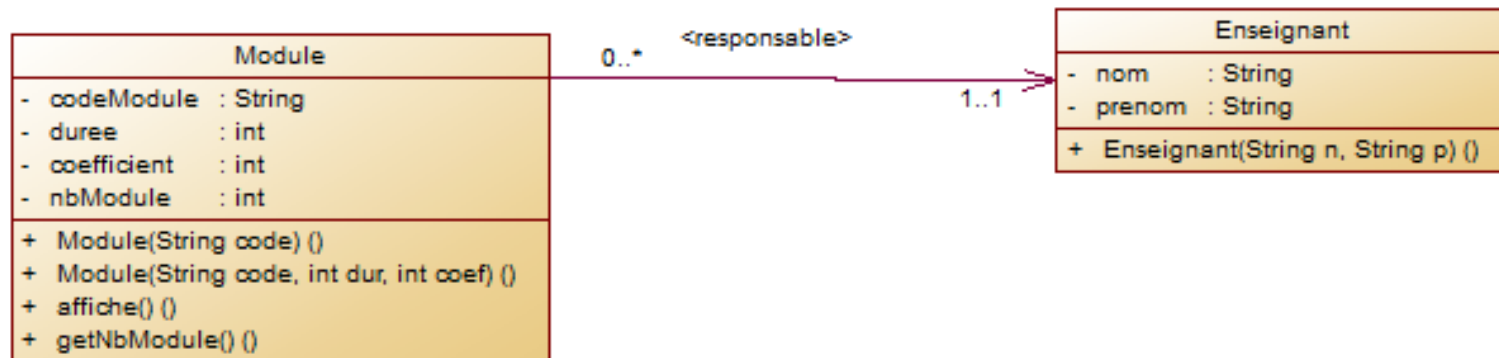 Module
- codeModule : String
- duree : int
- coefficient : int
- nbModule : int
+ Module(String code) ()
+ Module(String code, int dur, int coef) ()
+ affiche() ()
+ getNbModule() ()
0..*
<responsable>
1..1
Enseignant
- nom : String
- prenom : String
+ Enseignant(String n, String p) ()